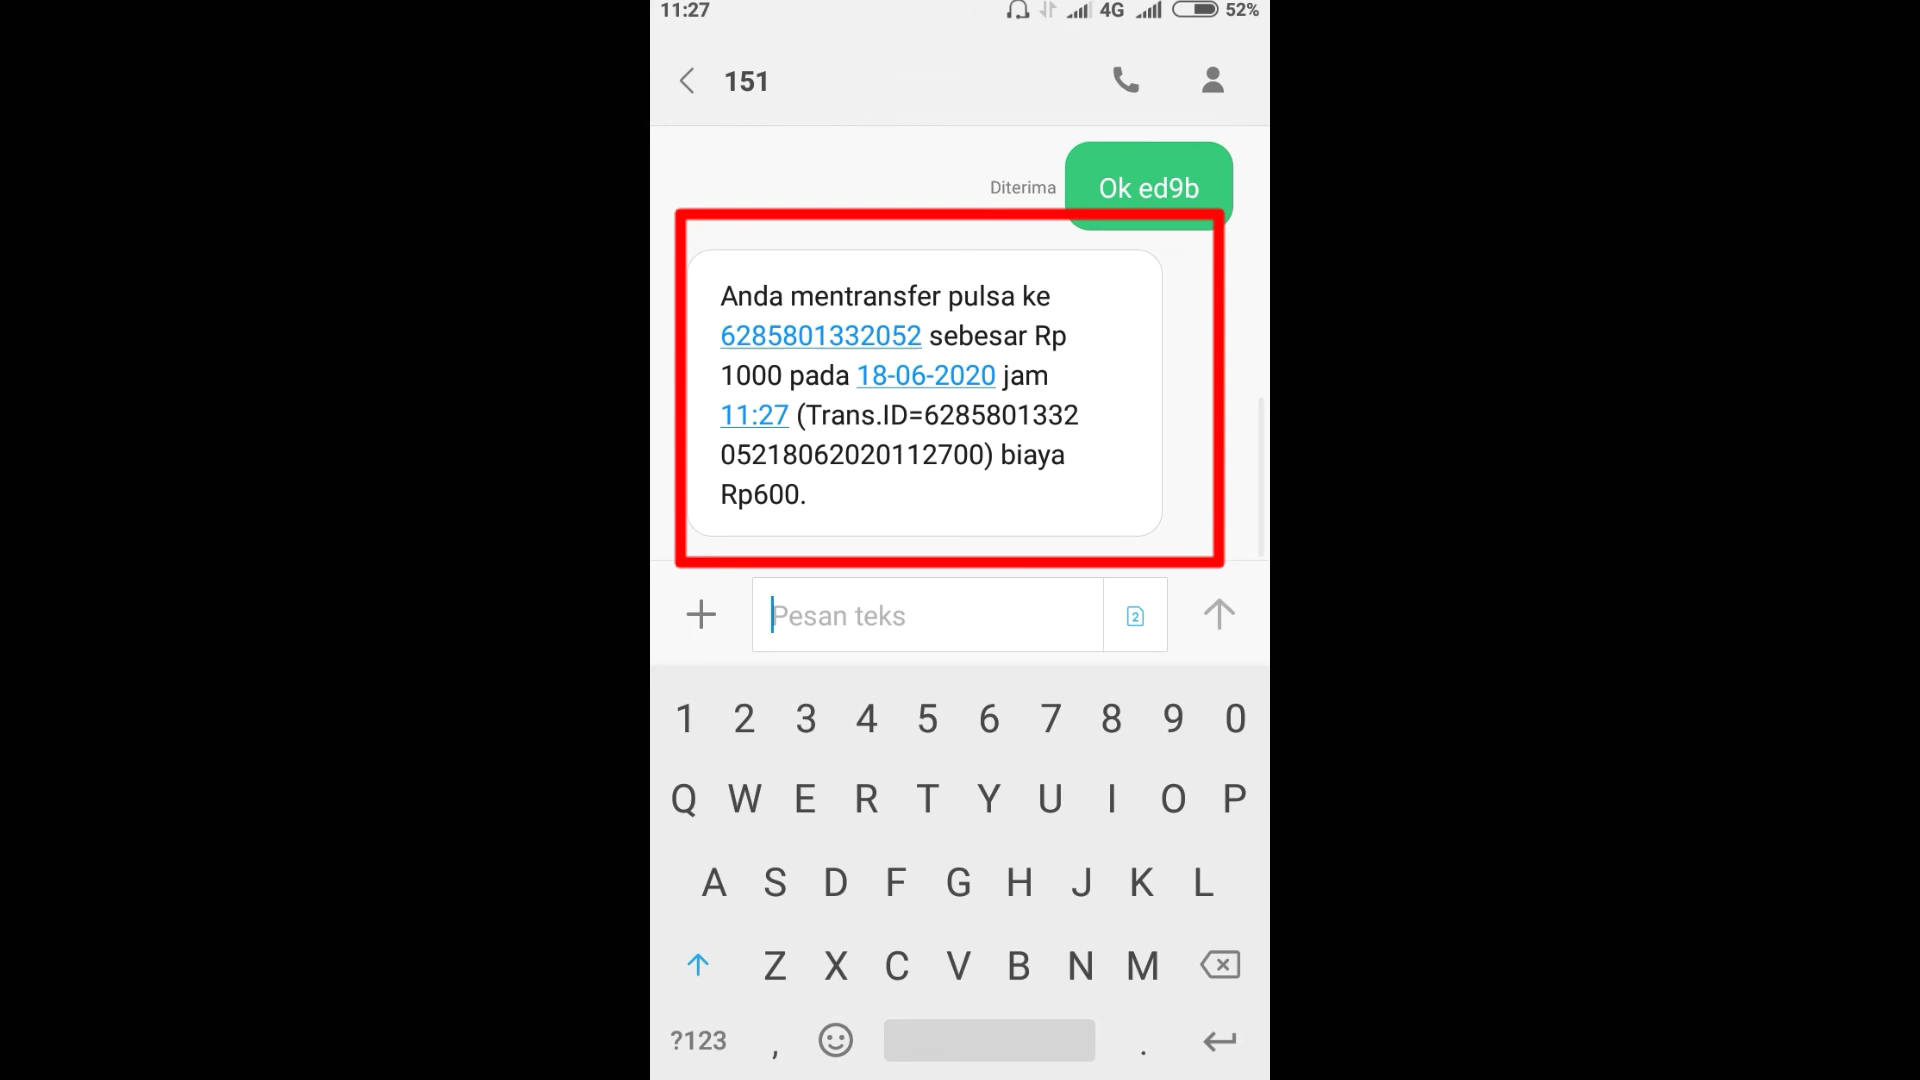 11:27 4G 52%
151
Diterima Ok ed9b
Anda mentransfer pulsa ke
6285801332052 sebesar Rp
1000 pada 18-06-2020 jam
11:27 (Trans.ID=6285801332
05218062020112700) biaya
Rp600.
Pesan teks 2
1 2 3 4 5 6 7 8 9 0
Q W E R T Y U I O P
A S D F G H J K L
Z X C V B N M
?123 , .